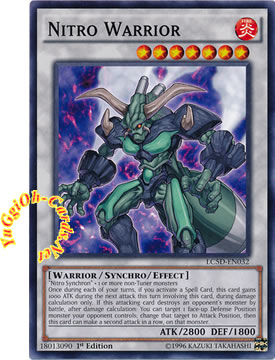 NITRO WARRIOR
炎
LC5D-EN032
[WARRIOR / SYNCHRO / EFFECT]
"Nitro Synchron" + 1 or more non-Tuner monsters
Once during each of your turns, if you activate a Spell Card, this card gains
1000 ATK during the next attack this turn involving this card, during damage
calculation only. If this attacking card destroys an opponent's monster by
battle, after damage calculation: You can target 1 face-up Defense Position
monster your opponent controls; change that target to Attack Position, then
this card can make a second attack in a row, on that monster.
ATK/2800 DEF/1800
18013090 1st Edition ©1996 KAZUKI TAKAHASHI
YuGgiOh-Cards.Net